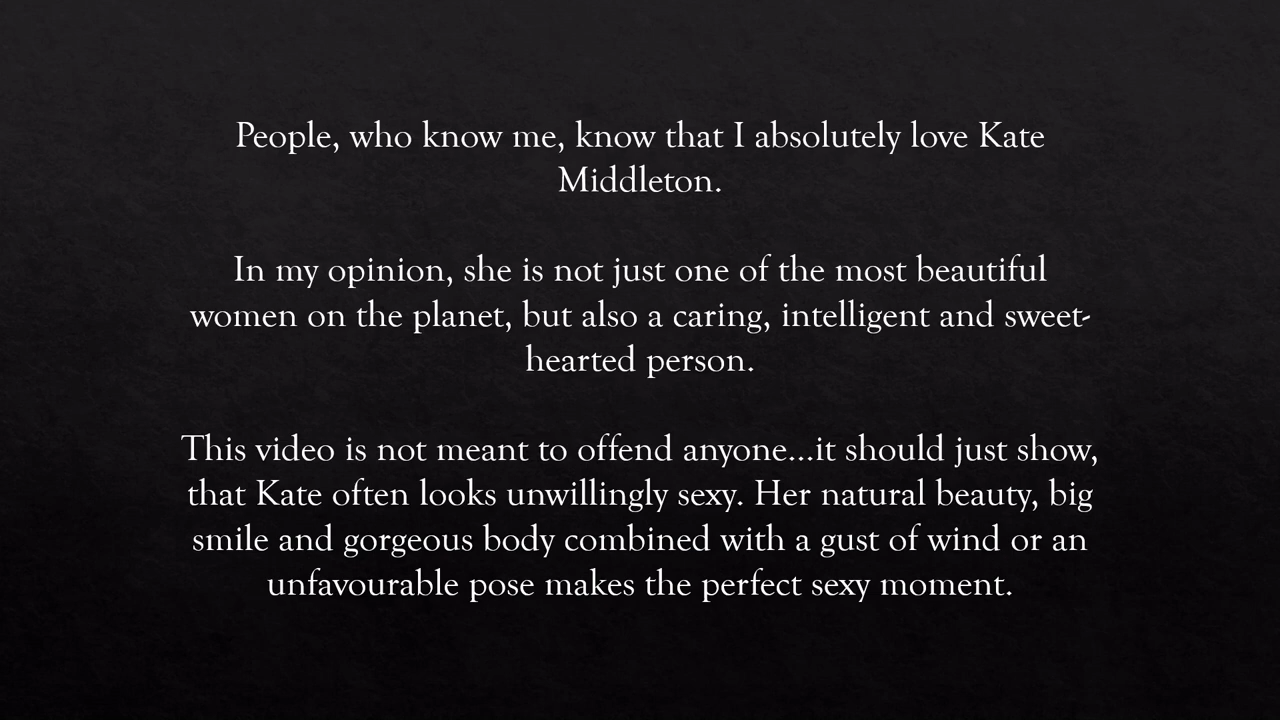 People, who know me, know that I absolutely love Kate
Middleton.
In my opinion, she is not just one of the most beautiful
women on the planet, but also a caring, intelligent and sweet-
hearted person.
This video is not meant to offend anyone...it should just show,
that Kate often looks unwillingly sexy. Her natural beauty, big
smile and gorgeous body combined with a gust of wind or an
unfavourable pose makes the perfect sexy moment.